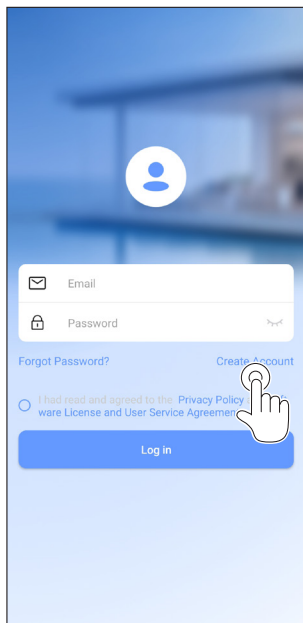 Email
Password
Forgot Password?
Create Account
I had read and agreed to the Privacy Policy
ware License and User Service Agreemen
Log in